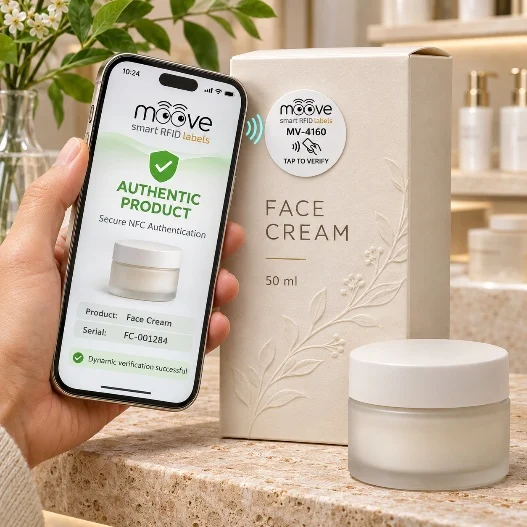 10:24
moove
smart RFID labels
AUTHENTIC
PRODUCT
Secure NFC Authentication
Product: Face Cream
Serial: FC-001284
Dynamic verification successful
moove
smart RFID labels
MV-4160
TAP TO VERIFY
FACE
CREAM
50 ml